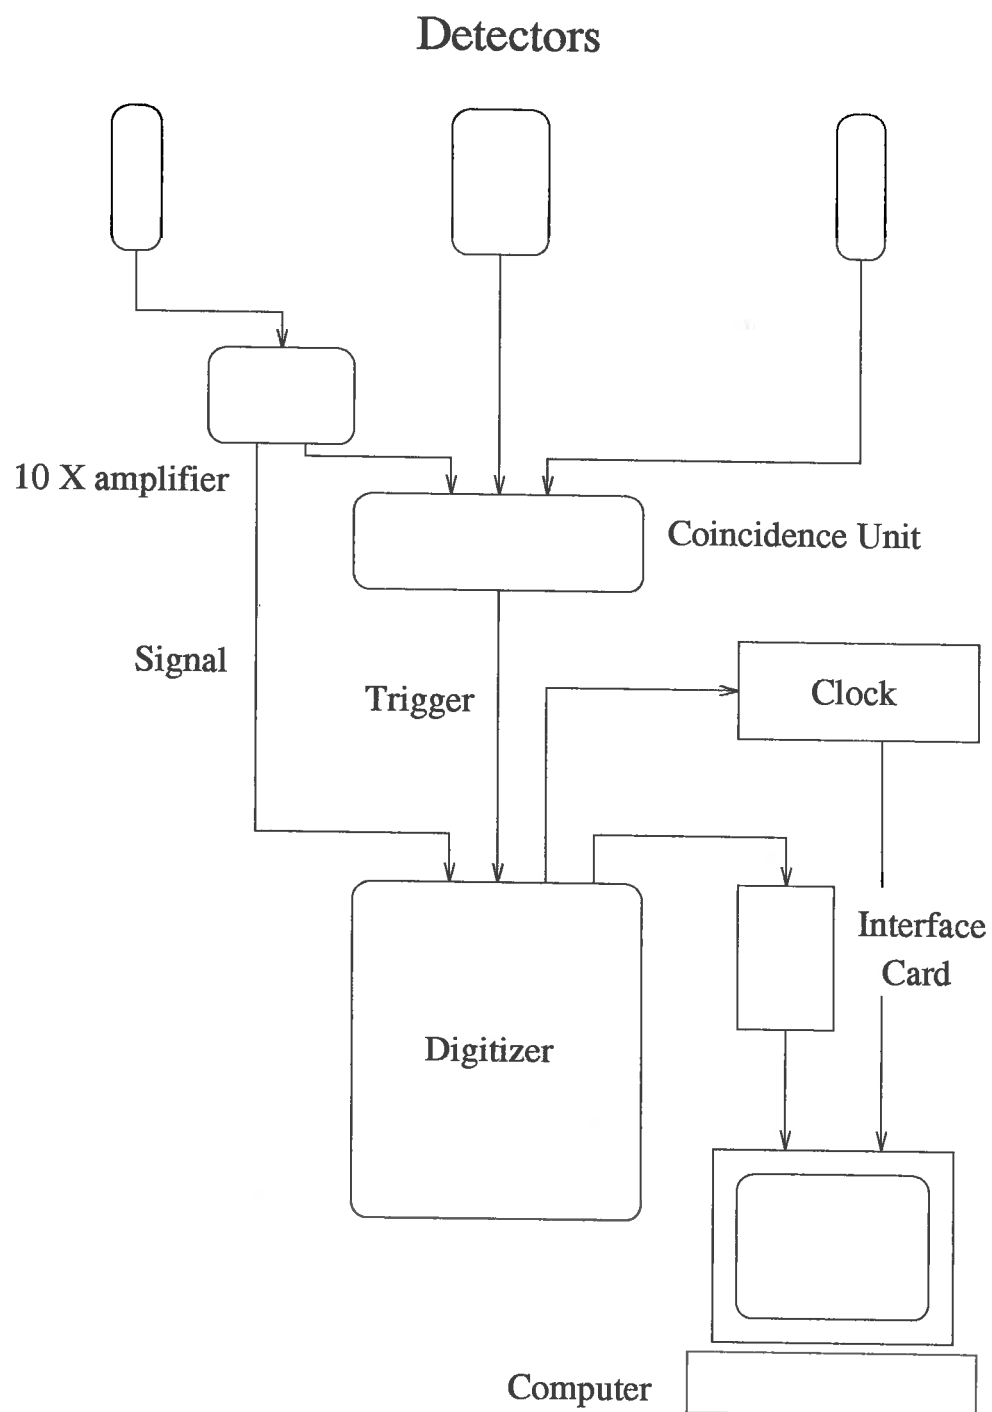 Detectors
10 X amplifier
Coincidence Unit
Signal
Trigger
Clock
Interface
Card
Digitizer
Computer